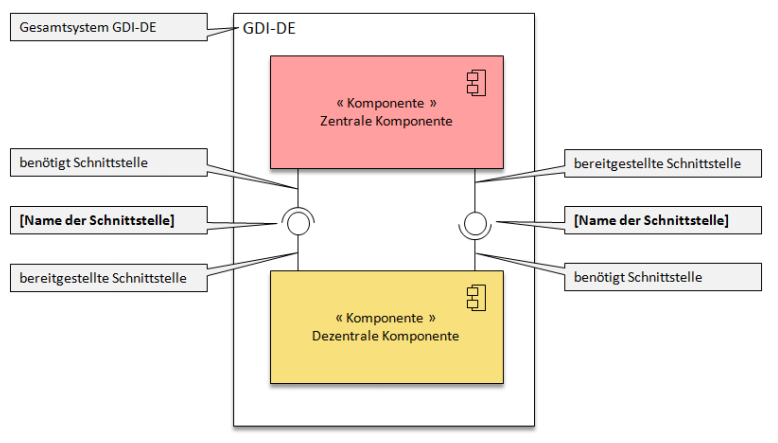 Gesamtsystem GDI-DE
GDI-DE
« Komponente »
Zentrale Komponente
benötigt Schnittstelle
bereitgestellte Schnittstelle
[Name der Schnittstelle]
[Name der Schnittstelle]
bereitgestellte Schnittstelle
benötigt Schnittstelle
« Komponente »
Dezentrale Komponente